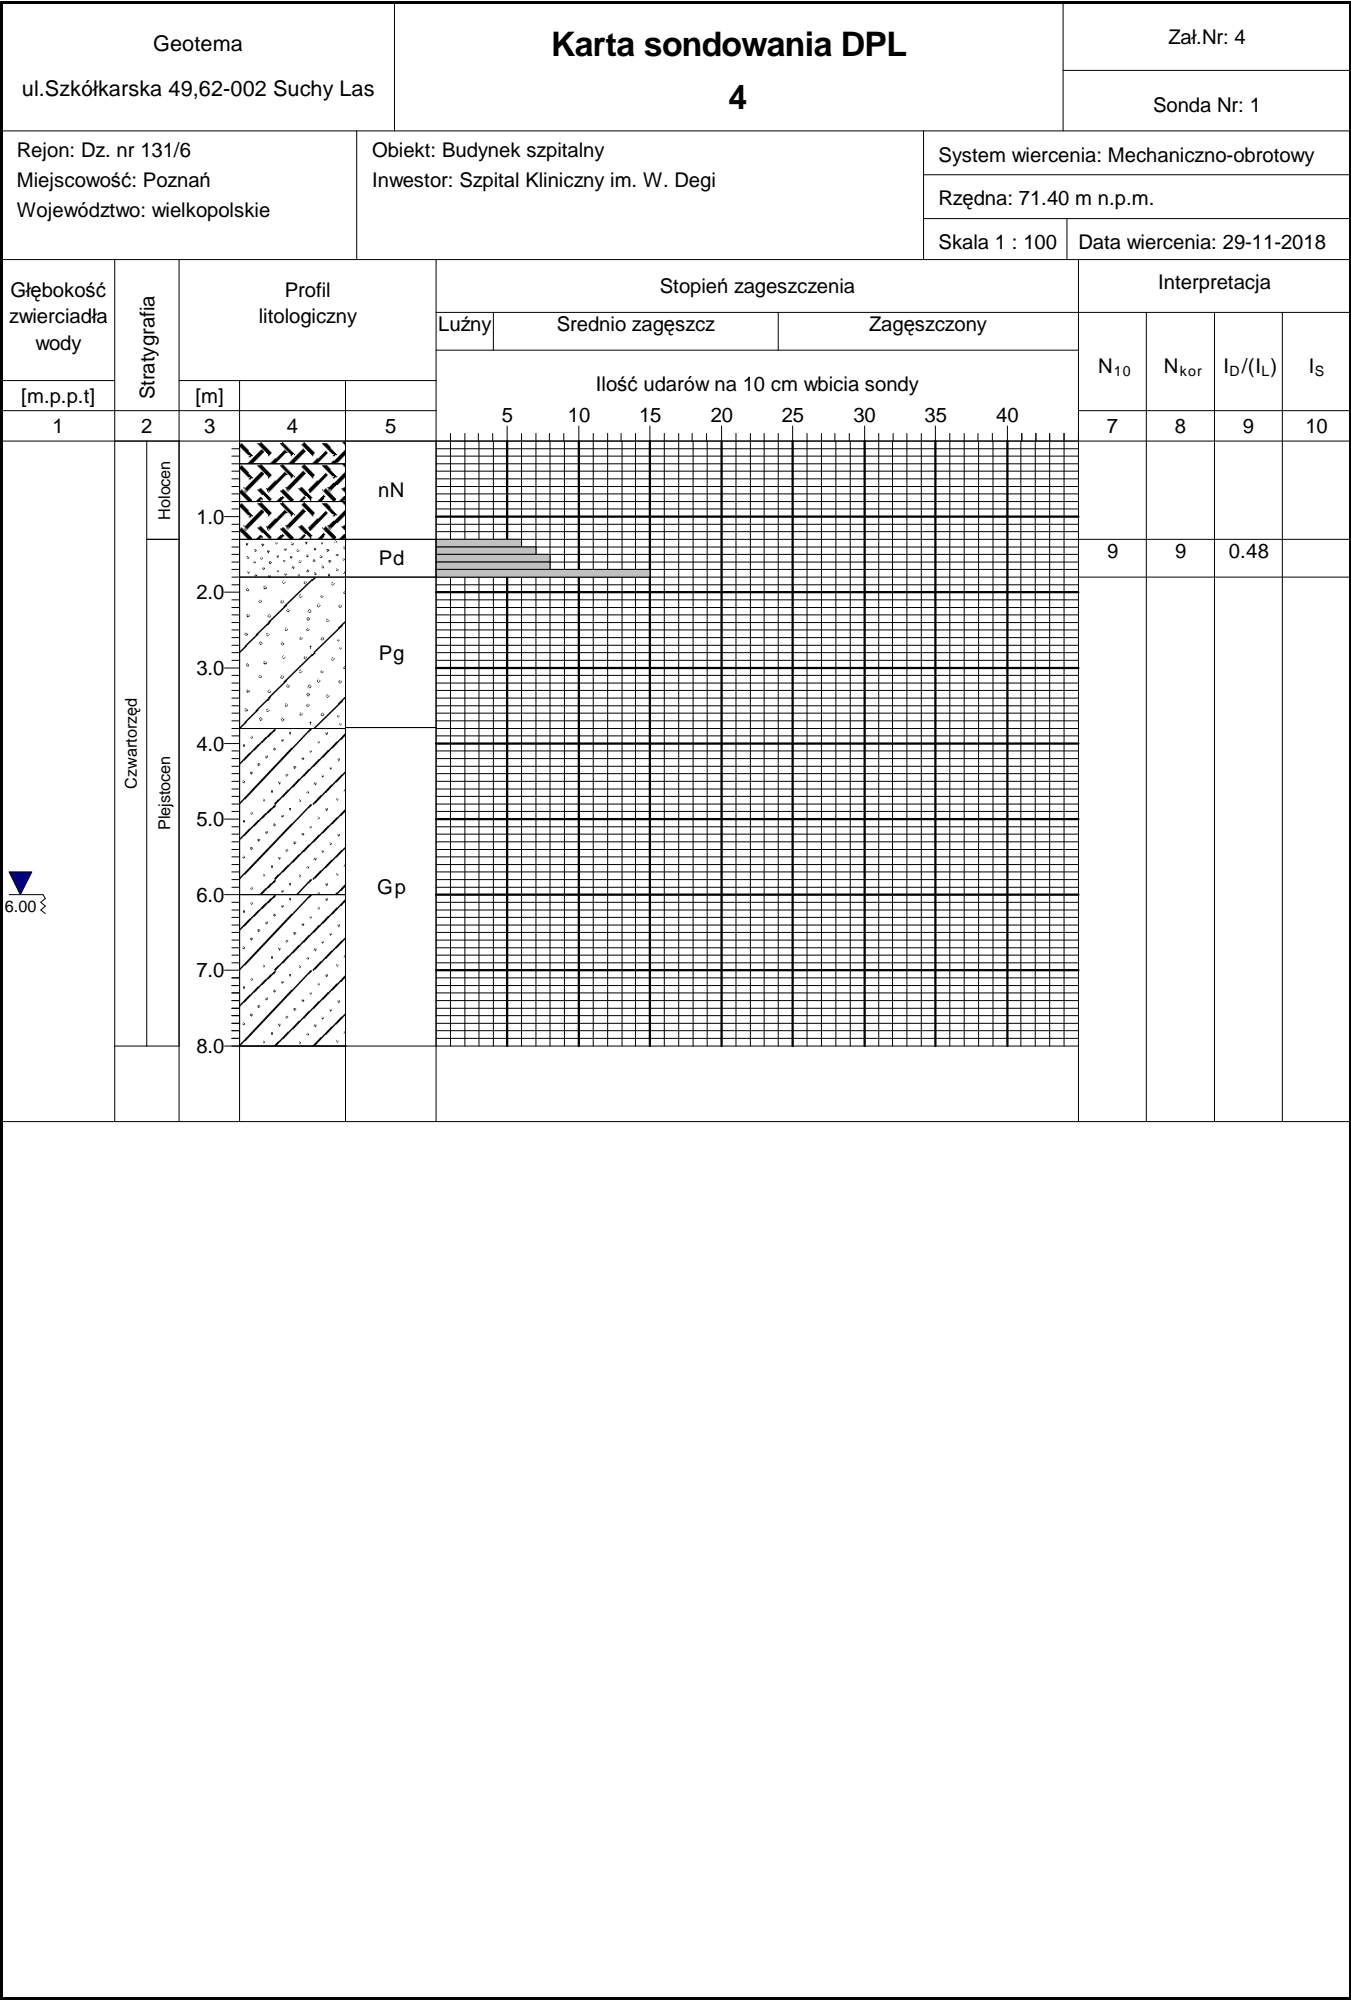 Geotema
ul.Szkółkarska 49,62-002 Suchy Las
Karta sondowania DPL
4
Zał.Nr: 4
Sonda Nr: 1
Rejon: Dz. nr 131/6
Miejscowość: Poznań
Województwo: wielkopolskie
Obiekt: Budynek szpitalny
Inwestor: Szpital Kliniczny im. W. Degi
System wiercenia: Mechaniczno-obrotowy
Rzędna: 71.40 m n.p.m.
Skala 1 : 100
Data wiercenia: 29-11-2018
Głębokość
zwierciadła
wody
[m.p.p.t]
Stratygrafia
Profil
litologiczny
[m]
Stopień zageszczenia
Luźny
Srednio zagęszcz
Zagęszczony
Ilość udarów na 10 cm wbicia sondy
5 10 15 20 25 30 35 40
Interpretacja
N10
Nkor
ID/(IL)
IS
1 2 3 4 5 7 8 9 10
Czwartorzęd
Holocen
Plejstocen
1.0
2.0
3.0
4.0
5.0
6.0
7.0
8.0
nN
Pd
Pg
Gp
9 9 0.48
6.00